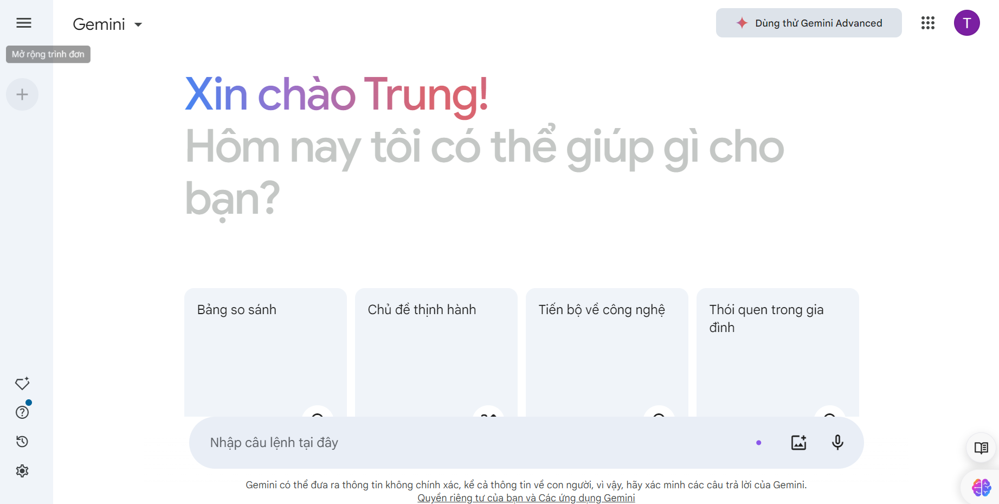 Gemini
Dùng thử Gemini Advanced
T
Mở rộng trình đơn
Xin chào Trung!
Hôm nay tôi có thể giúp gì cho
bạn?
Bảng so sánh
Chủ đề thịnh hành
Tiến bộ về công nghệ
Thói quen trong gia
đình
Nhập câu lệnh tại đây
Gemini có thể đưa ra thông tin không chính xác, kể cả thông tin về con người, vì vậy, hãy xác minh các câu trả lời của Gemini.
Quyền riêng tư của bạn và Các ứng dụng Gemini